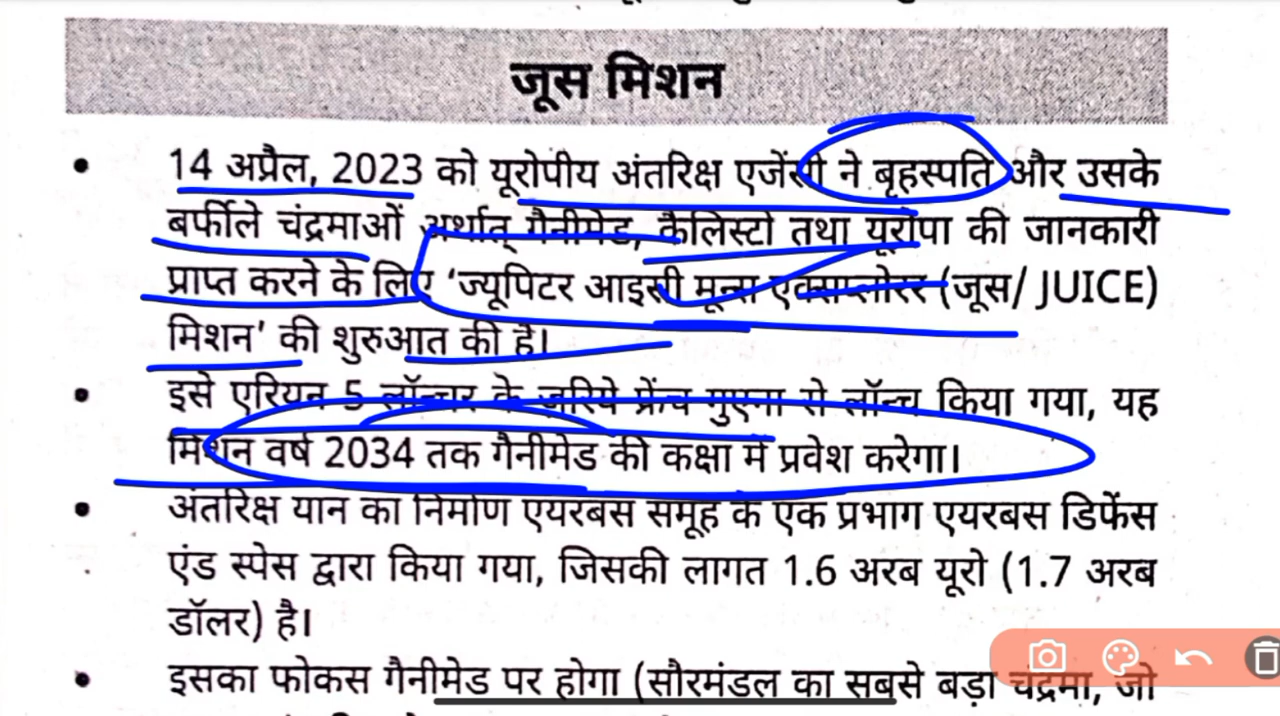 जूस मिशन
• 14 अप्रैल, 2023 को यूरोपीय अंतरिक्ष एजेंसी ने बृहस्पति और उसके
बर्फीले चंद्रमाओं अर्थात् गैनीमेड, कैलिस्टो तथा यूरोपा की जानकारी
प्राप्त करने के लिए ‘ज्यूपिटर आइसी मून्स एक्सप्लोरर (जूस/ JUICE)
मिशन’ की शुरुआत की है।
• इसे एरियन 5 लॉन्चर के ज़रिये फ्रेंच गुएना से लॉन्च किया गया, यह
मिशन वर्ष 2034 तक गैनीमेड की कक्षा में प्रवेश करेगा।
• अंतरिक्ष यान का निर्माण एयरबस समूह के एक प्रभाग एयरबस डिफेंस
एंड स्पेस द्वारा किया गया, जिसकी लागत 1.6 अरब यूरो (1.7 अरब
डॉलर) है।
• इसका फोकस गैनीमेड पर होगा (सौरमंडल का सबसे बड़ा चंद्रमा, जो